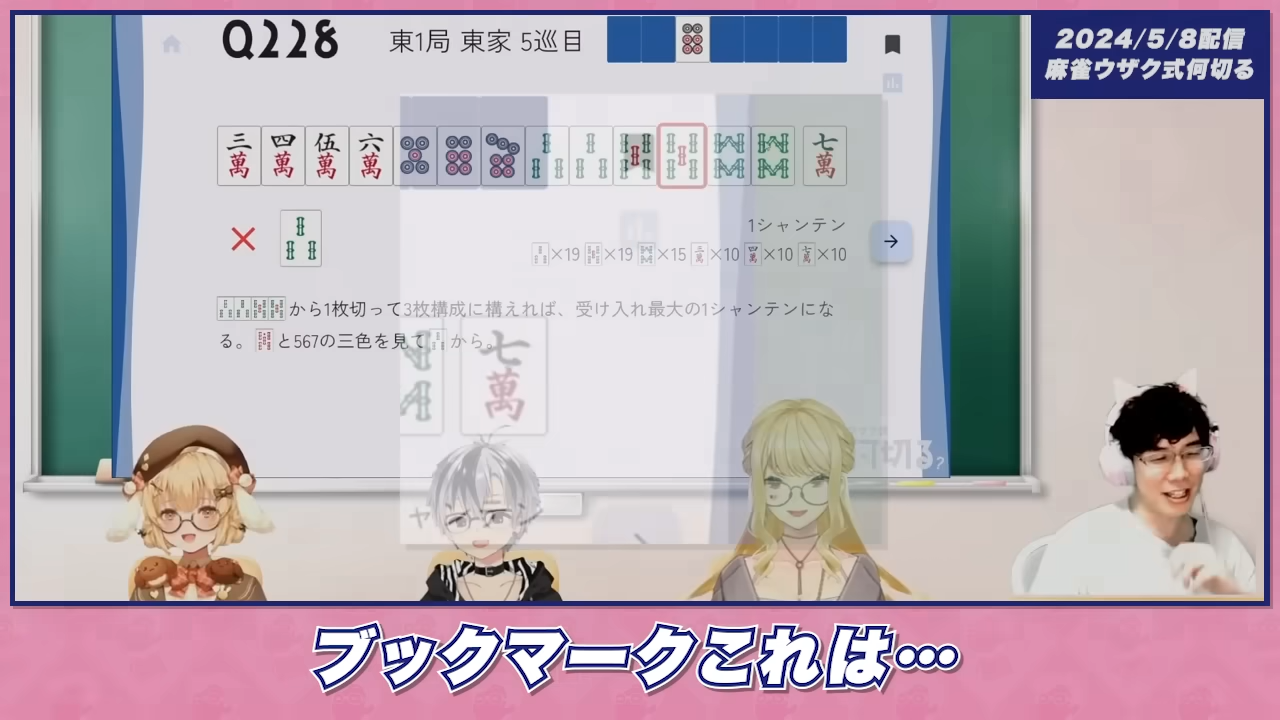 Q228
東1局 東家 5巡目
2024/5/8配信
麻雀ウザク式何切る
三萬 四萬 伍萬 六萬 七萬
1シャンテン
×19 ×19 ×15 ×10 ×10 ×10
から1枚切って3枚構成に構えれば、受け入れ最大の1シャンテンにな
る。 と567の三色を見て から。
七萬
何切る?
ブックマークこれは…